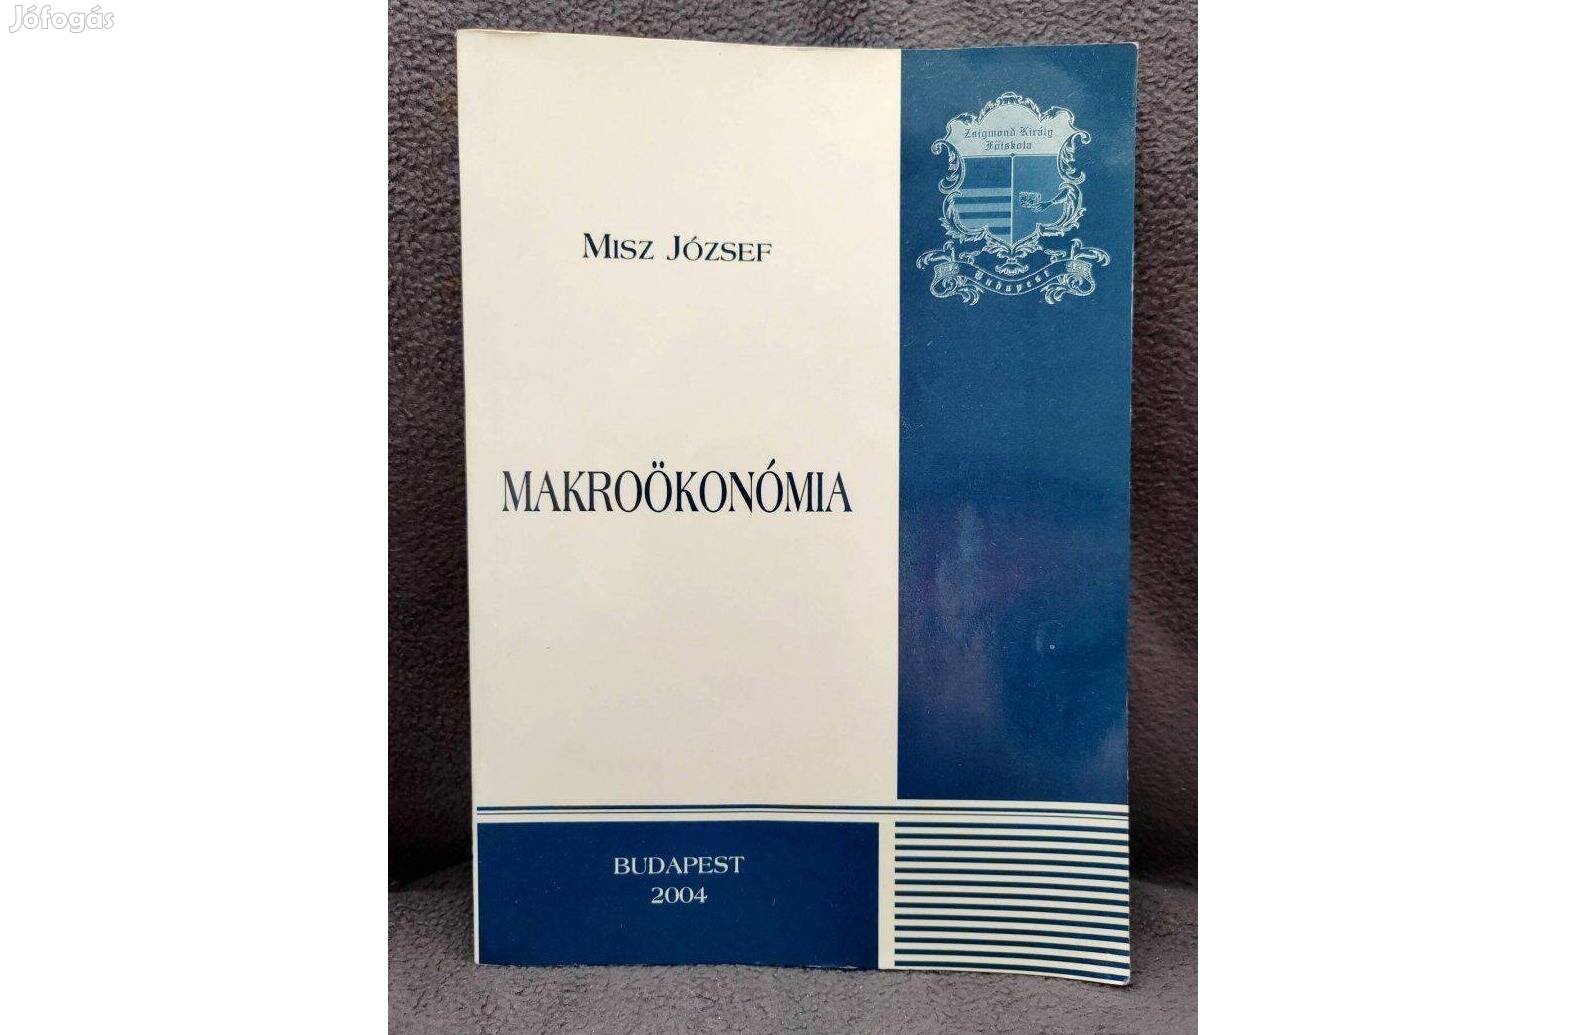 Jófogás
Zsigmond Király
Főiskola
Budapest
MISZ JÓZSEF
MAKROÖKONÓMIA
BUDAPEST
2004